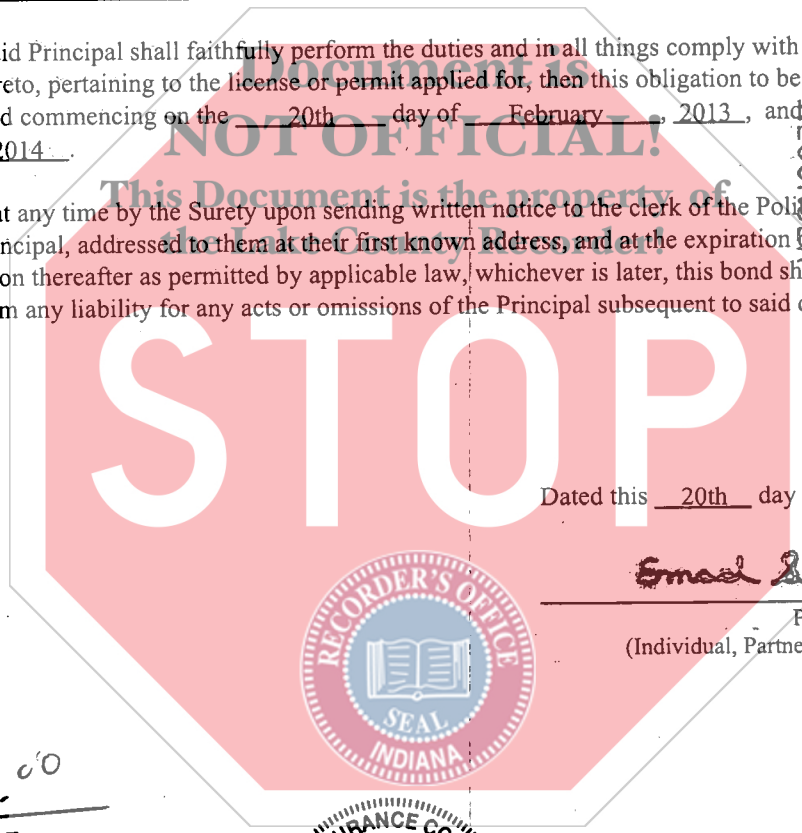 id Principal shall faithfully perform the duties and in all things comply with
reto, pertaining to the license or permit applied for, then this obligation to be
Document is
d commencing on the 20th day of February, 2013, and
NOT OFFICIAL!
2014.
This Document is the property of
at any time by the Surety upon sending written notice to the clerk of the Poli
the Lake County Recorder!
ncipal, addressed to them at their first known address, and at the expiration
on thereafter as permitted by applicable law, whichever is later, this bond sh
m any liability for any acts or omissions of the Principal subsequent to said
STOP
Dated this 20th day
(Individual, Partne
RECORDER'S OFFICE
SEAL
INDIANA
URANCE CO